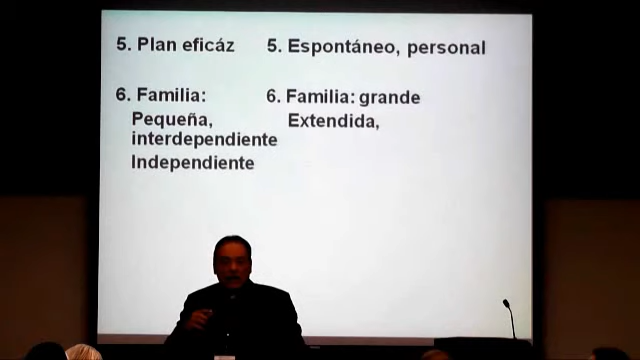 5. Plan eficáz
6. Familia:
Pequeña,
interdependiente
Independiente
5. Espontáneo, personal
6. Familia: grande
Extendida,